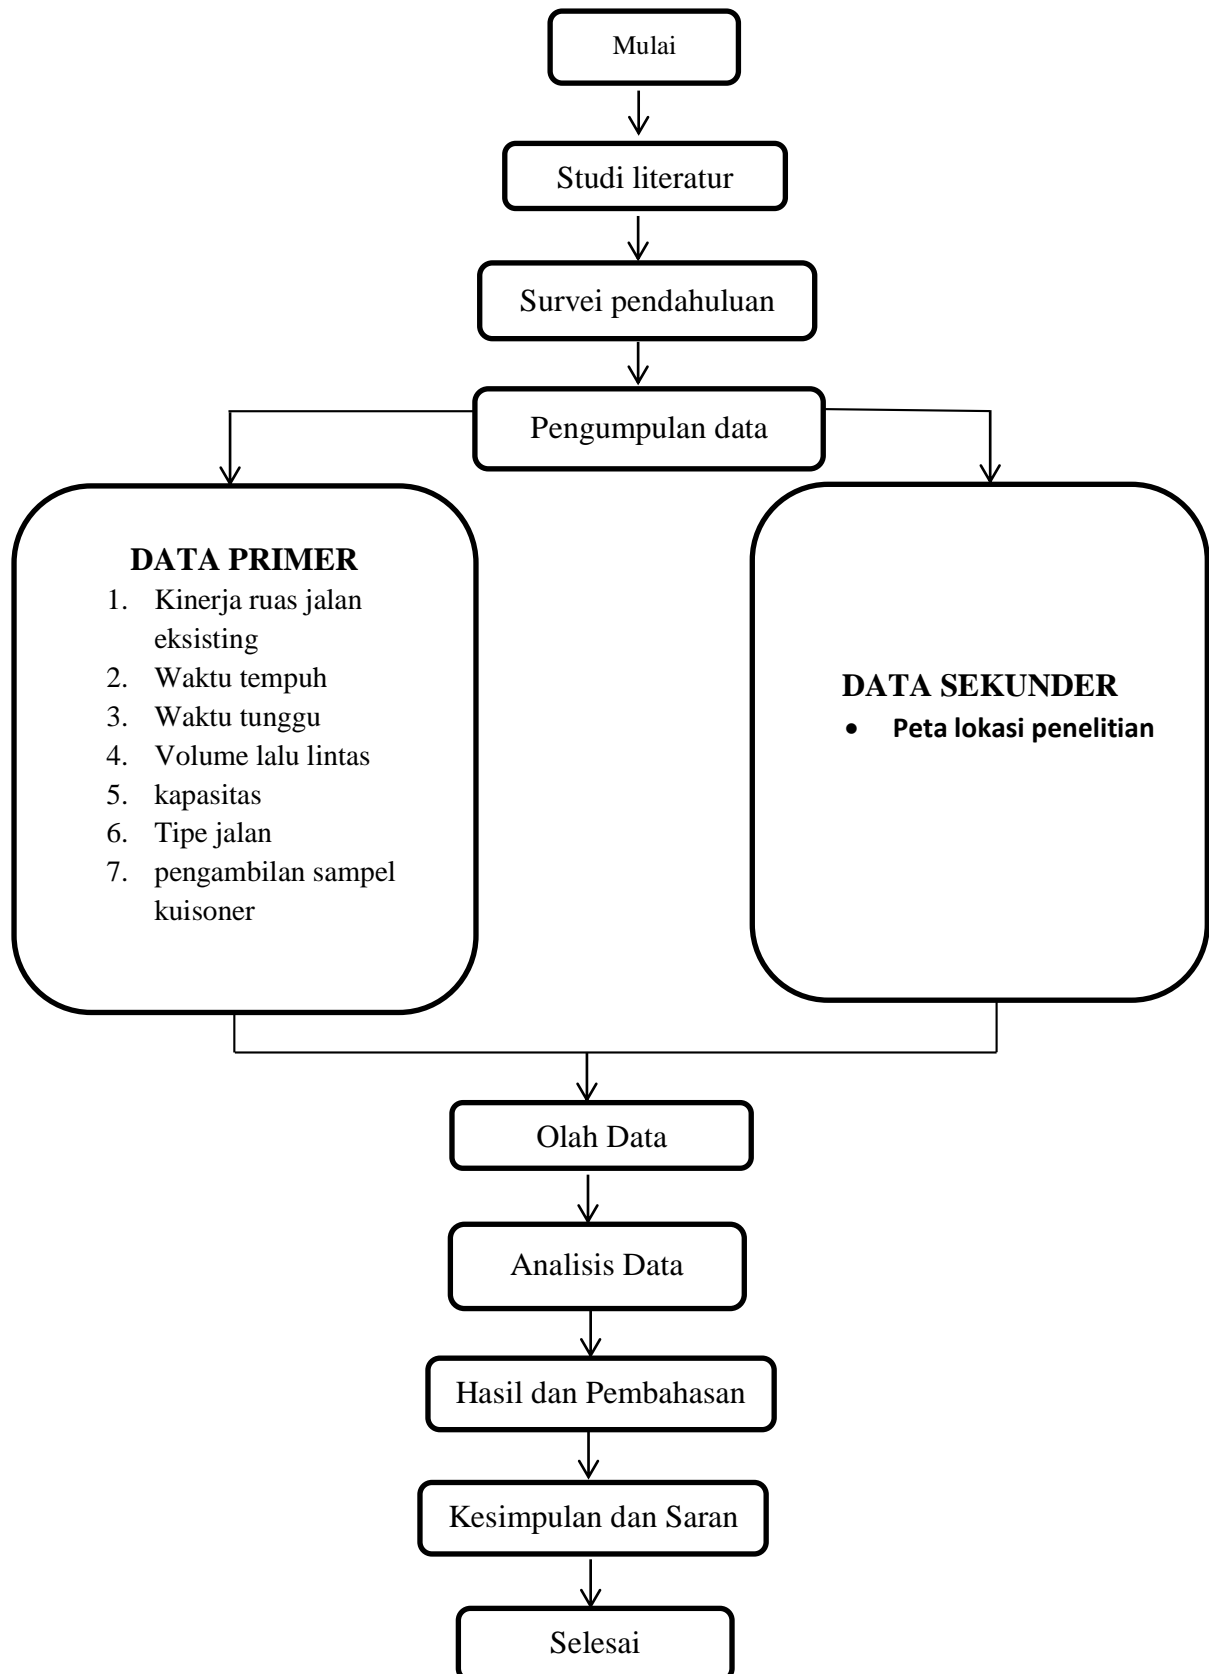 Mulai
Studi literatur
Survei pendahuluan
Pengumpulan data
DATA PRIMER
1. Kinerja ruas jalan
eksisting
2. Waktu tempuh
3. Waktu tunggu
4. Volume lalu lintas
5. kapasitas
6. Tipe jalan
7. pengambilan sampel
kuisoner
DATA SEKUNDER
• Peta lokasi penelitian
Olah Data
Analisis Data
Hasil dan Pembahasan
Kesimpulan dan Saran
Selesai